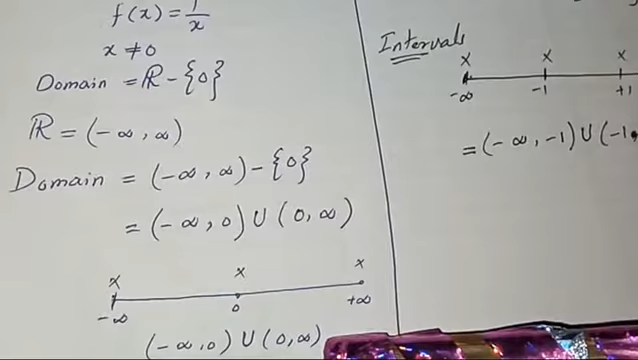 f(x) = 1/x
x ≠ 0
Domain = ℝ - {0}
ℝ = (-∞, ∞)
Domain = (-∞, ∞) - {0}
= (-∞, 0) ∪ (0, ∞)
x x x
-∞ 0 +∞
(-∞, 0) ∪ (0, ∞)
Intervals
x x x
-∞ -1 +1
= (-∞, -1) ∪ (-1,